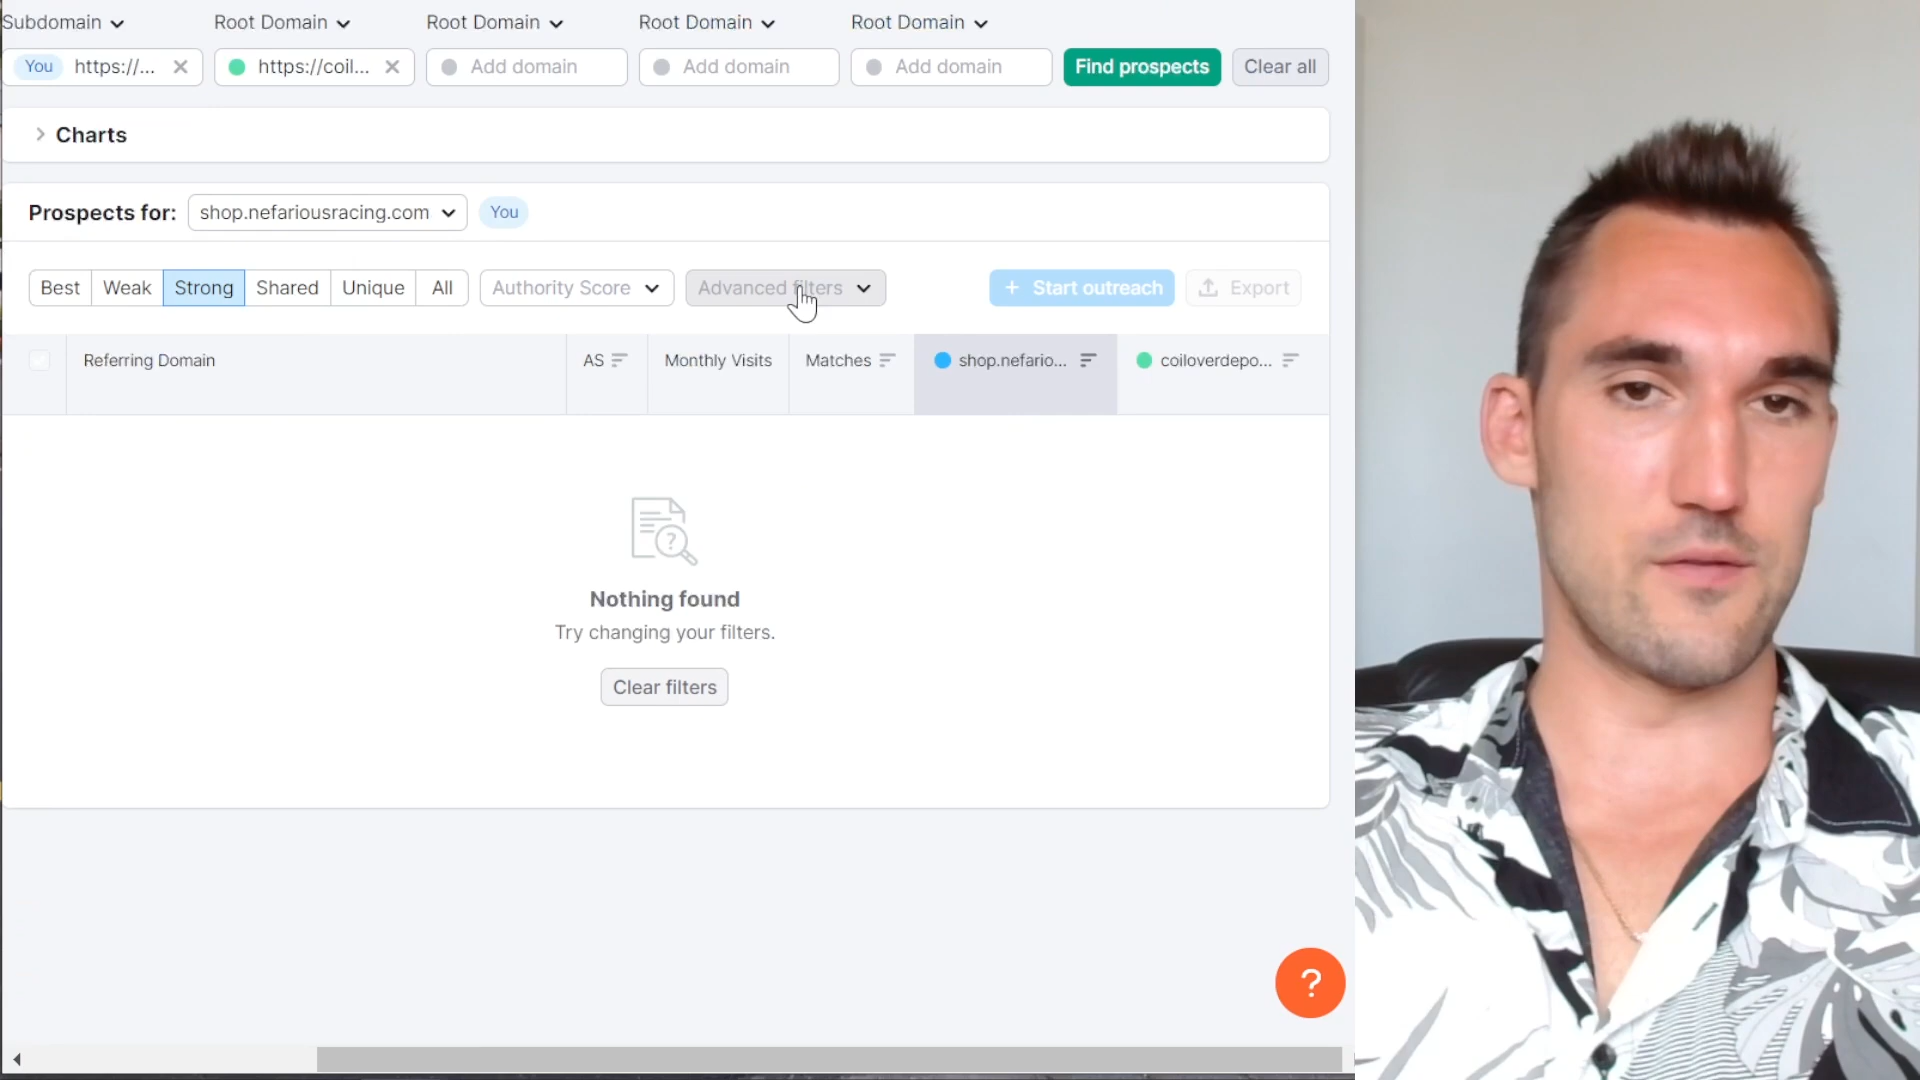 Subdomain Root Domain Root Domain Root Domain Root Domain
You https://... https://coil... Add domain Add domain Add domain Find prospects Clear all
Charts
Prospects for: shop.nefariousracing.com You
Best Weak Strong Shared Unique All Authority Score Advanced filters + Start outreach Export
Referring Domain AS Monthly Visits Matches shop.nefario... coiloverdepo...
?
Nothing found
Try changing your filters.
Clear filters
?